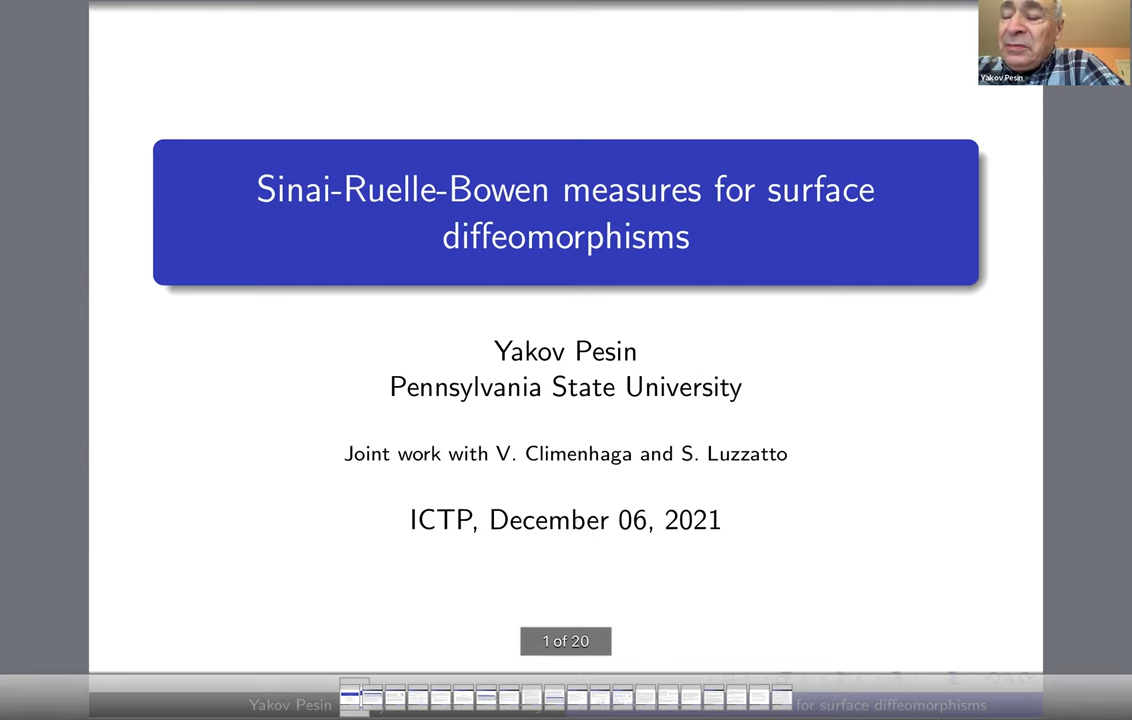 Yakov Pesin
Sinai-Ruelle-Bowen measures for surface
diffeomorphisms
Yakov Pesin
Pennsylvania State University
Joint work with V. Climenhaga and S. Luzzatto
ICTP, December 06, 2021
1 of 20
Yakov Pesin
for surface diffeomorphisms